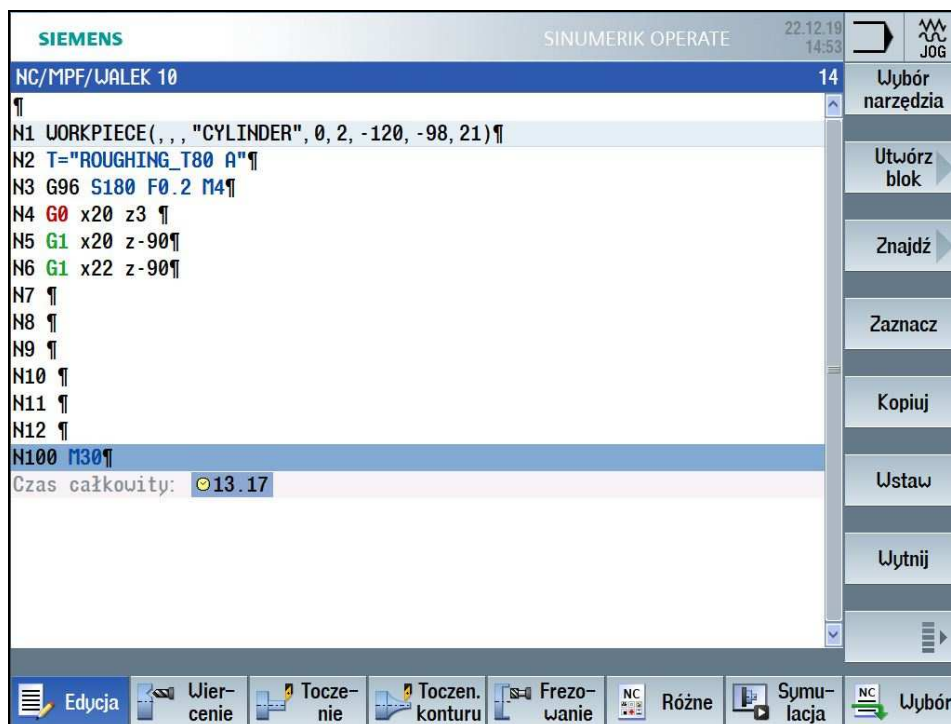 SIEMENS SINUMERIK OPERATE 22.12.19
14:53
JOG
NC/MPF/WALEK 10 14
¶
N1 WORKPIECE(,,,"CYLINDER",0,2,-120,-98,21)¶
N2 T="ROUGHING_T80 A"¶
N3 G96 S180 F0.2 M4¶
N4 G0 x20 z3 ¶
N5 G1 x20 z-90¶
N6 G1 x22 z-90¶
N7 ¶
N8 ¶
N9 ¶
N10 ¶
N11 ¶
N12 ¶
N100 M30¶
Czas całkowity: 13.17
Wybór
narzędzia
Utwórz
blok
Znajdź
Zaznacz
Kopiuj
Wstaw
Wytnij
Edycja
Wier-
cenie
Tocze-
nie
Toczen.
konturu
Frezo-
wanie
NC
Różne
Symu-
lacja
NC
Wybór